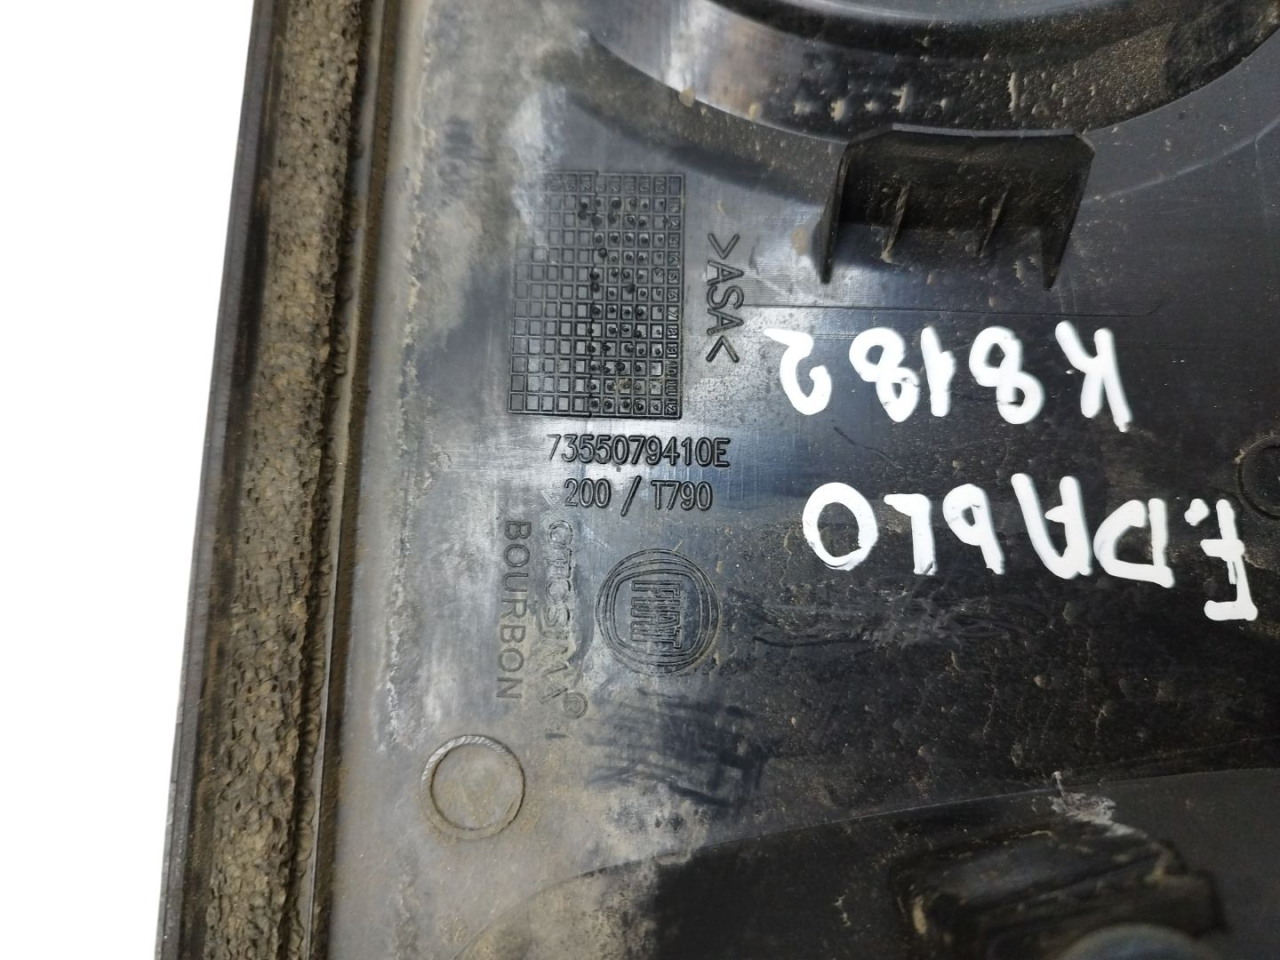 >ASA<
7355079410E
200 / T790
BOURBON
FIAT
K8182
F.DAbLO